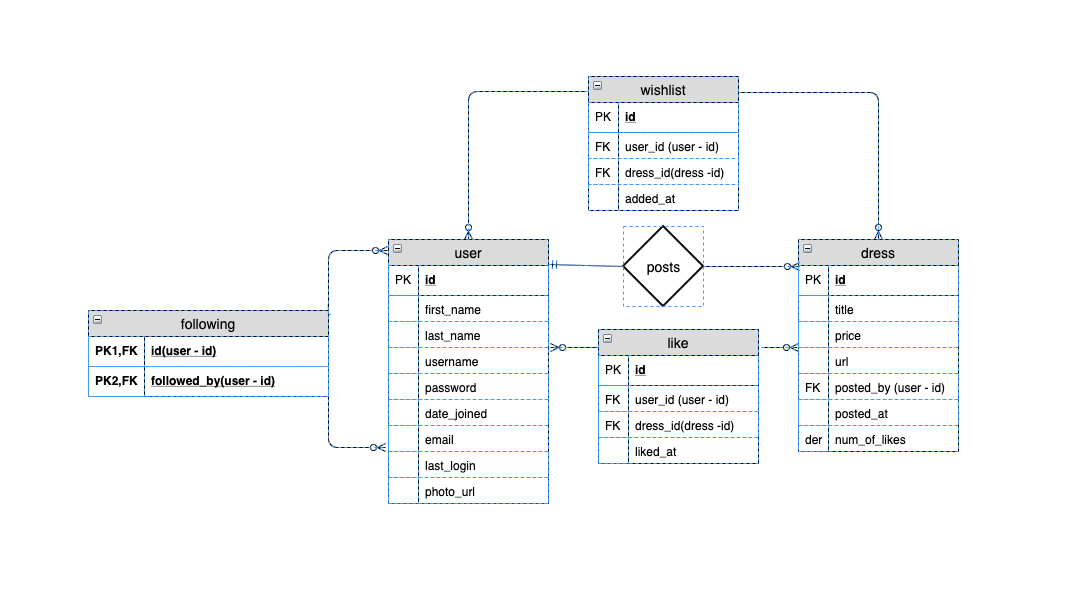 wishlist
PK id
FK user_id (user - id)
FK dress_id(dress -id)
added_at
posts
user
PK id
first_name
last_name
username
password
date_joined
email
last_login
photo_url
dress
PK id
title
price
url
FK posted_by (user - id)
posted_at
der num_of_likes
following
PK1,FK id(user - id)
PK2,FK followed_by(user - id)
like
PK id
FK user_id (user - id)
FK dress_id(dress -id)
liked_at